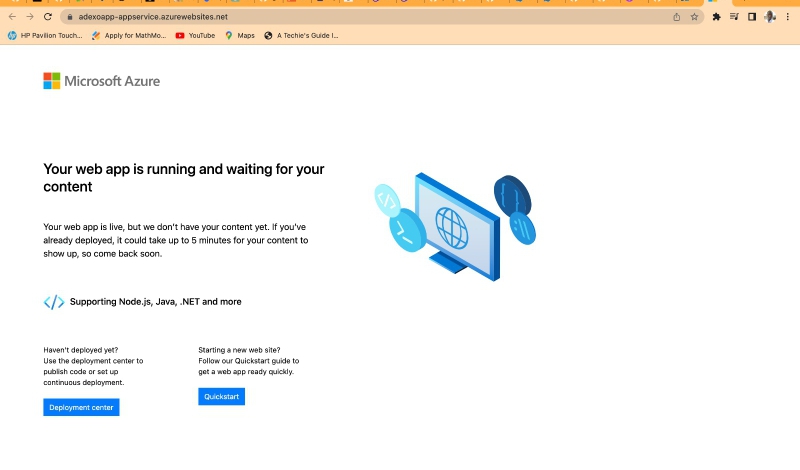 adexoapp-appservice.azurewebsites.net
HP Pavilion Touch...
Apply for MathMo...
YouTube
Maps
A Techie's Guide I...
Microsoft Azure
Your web app is running and waiting for your
content
Your web app is live, but we don't have your content yet. If you've
already deployed, it could take up to 5 minutes for your content to
show up, so come back soon.
Supporting Node.js, Java, .NET and more
Haven't deployed yet?
Use the deployment center to
publish code or set up
continuous deployment.
Deployment center
Starting a new web site?
Follow our Quickstart guide to
get a web app ready quickly.
Quickstart